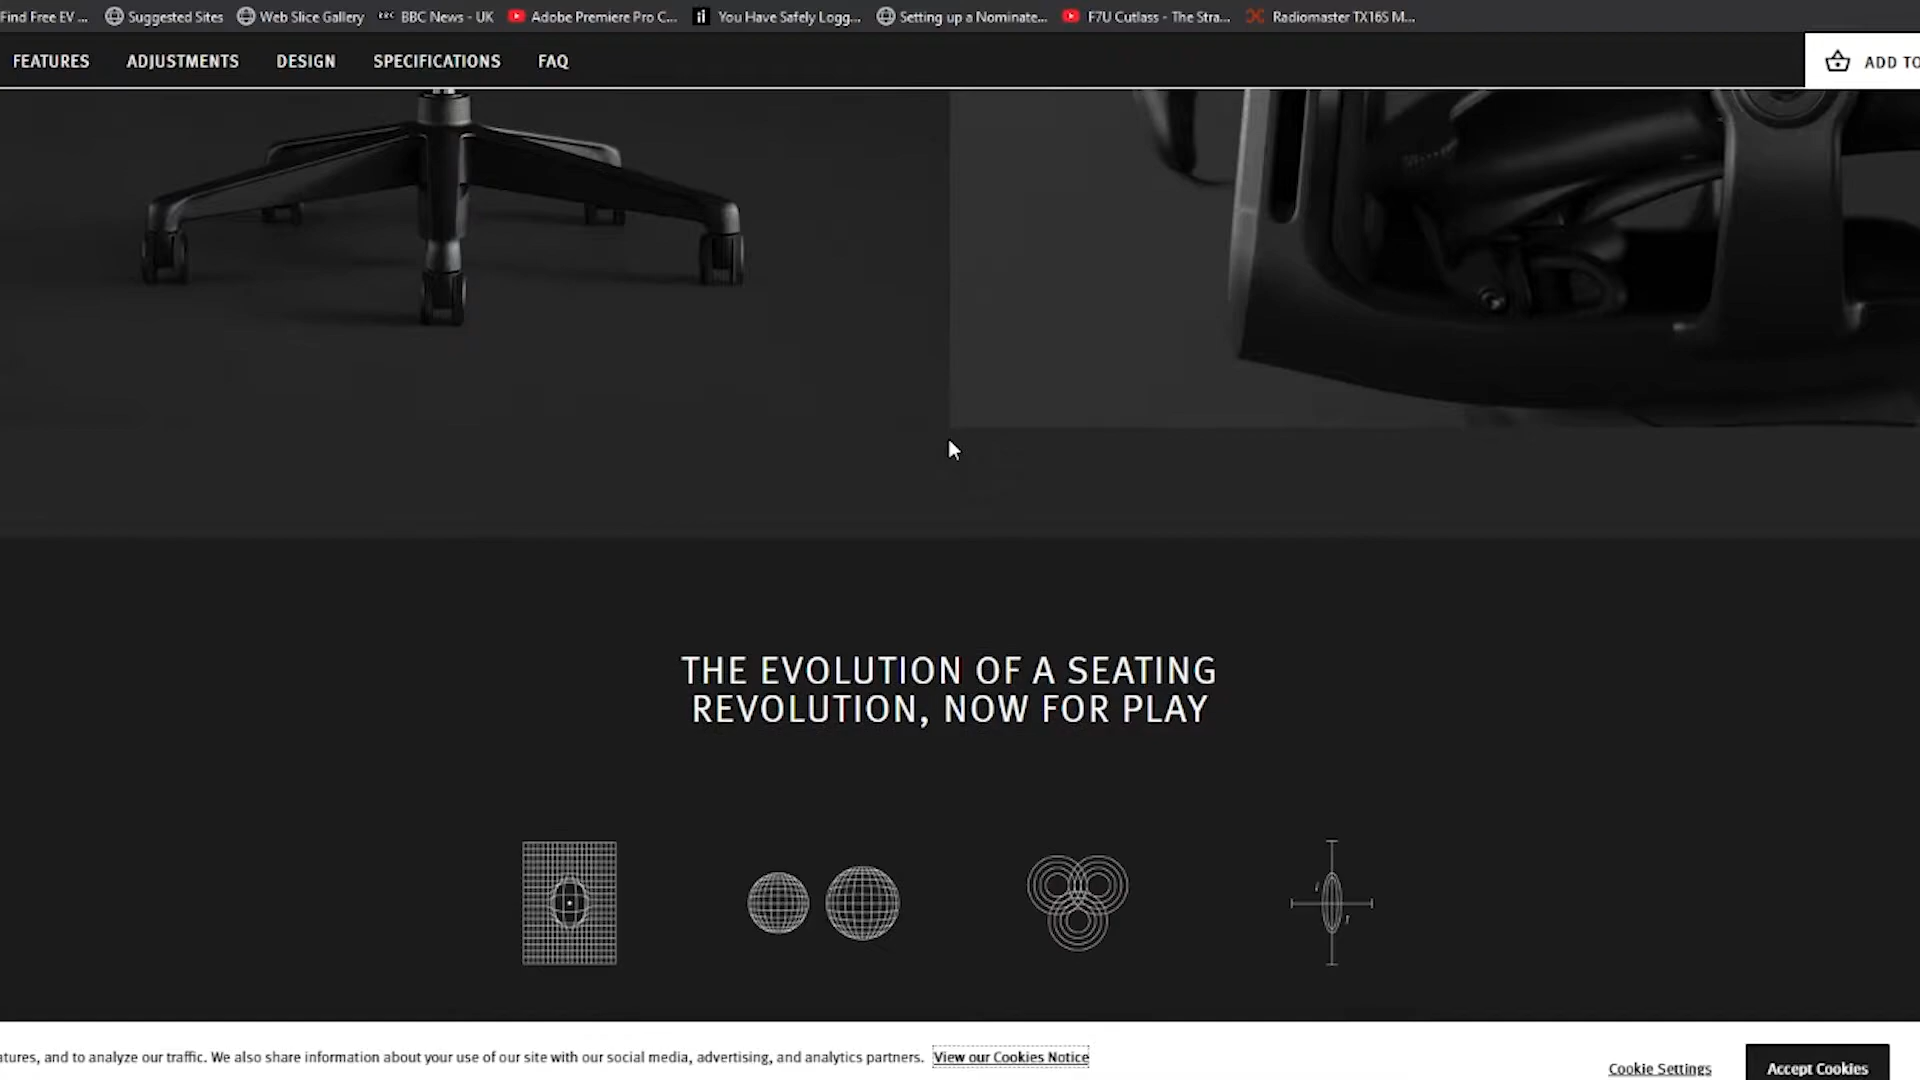 Find Free EV ... Suggested Sites Web Slice Gallery BBC BBC News - UK Adobe Premiere Pro C... You Have Safely Logg... Setting up a Nominate... F7U Cutlass - The Stra... Radiomaster TX16S M...
FEATURES ADJUSTMENTS DESIGN SPECIFICATIONS FAQ ADD TO
THE EVOLUTION OF A SEATING
REVOLUTION, NOW FOR PLAY
atures, and to analyze our traffic. We also share information about your use of our site with our social media, advertising, and analytics partners. View our Cookies Notice
Cookie Settings Accept Cookies